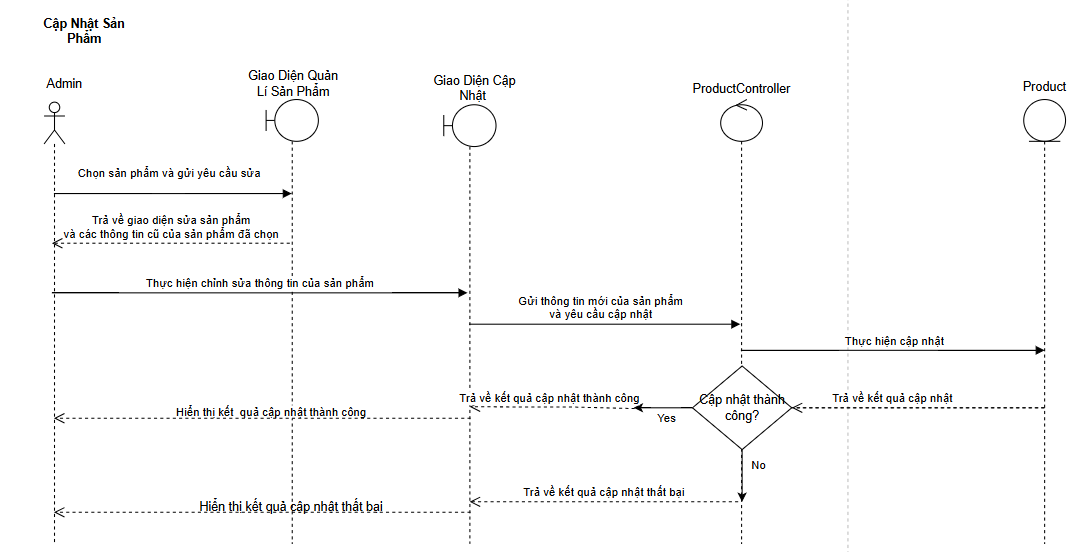 Cập Nhật Sản
Phẩm
Admin
Giao Diện Quản
Lí Sản Phẩm
Giao Diện Cập
Nhật
ProductController
Product
Chọn sản phẩm và gửi yêu cầu sửa
Trả về giao diện sửa sản phẩm
và các thông tin cũ của sản phẩm đã chọn
Thực hiện chỉnh sửa thông tin của sản phẩm
Gửi thông tin mới của sản phẩm
và yêu cầu cập nhật
Thực hiện cập nhật
Trả về kết quả cập nhật
Cập nhật thành
công?
Yes
Trả về kết quả cập nhật thành công
Hiển thị kết quả cập nhật thành công
No
Trả về kết quả cập nhật thất bại
Hiển thị kết quả cập nhật thất bại